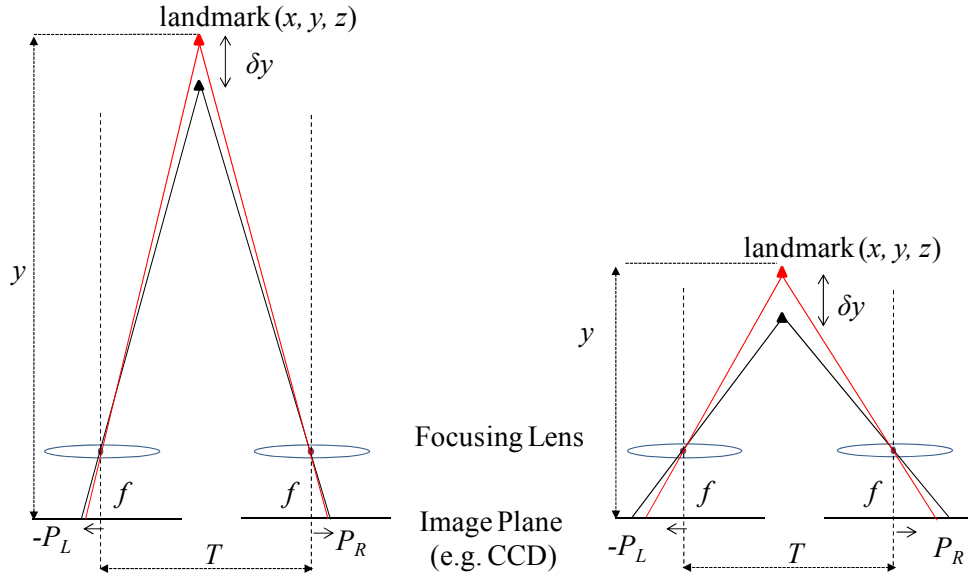 landmark (x, y, z)
δy
y
f
f
-P_L
P_R
T
Focusing Lens
Image Plane
(e.g. CCD)
landmark (x, y, z)
δy
y
f
f
-P_L
P_R
T